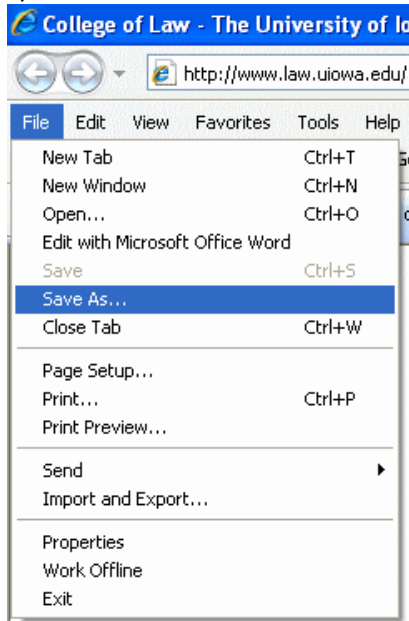 College of Law - The University of Io
http://www.law.uiowa.edu/
File Edit View Favorites Tools Help
New Tab Ctrl+T
New Window Ctrl+N
Open... Ctrl+O
Edit with Microsoft Office Word
Save Ctrl+S
Save As...
Close Tab Ctrl+W
Page Setup...
Print... Ctrl+P
Print Preview...
Send
Import and Export...
Properties
Work Offline
Exit